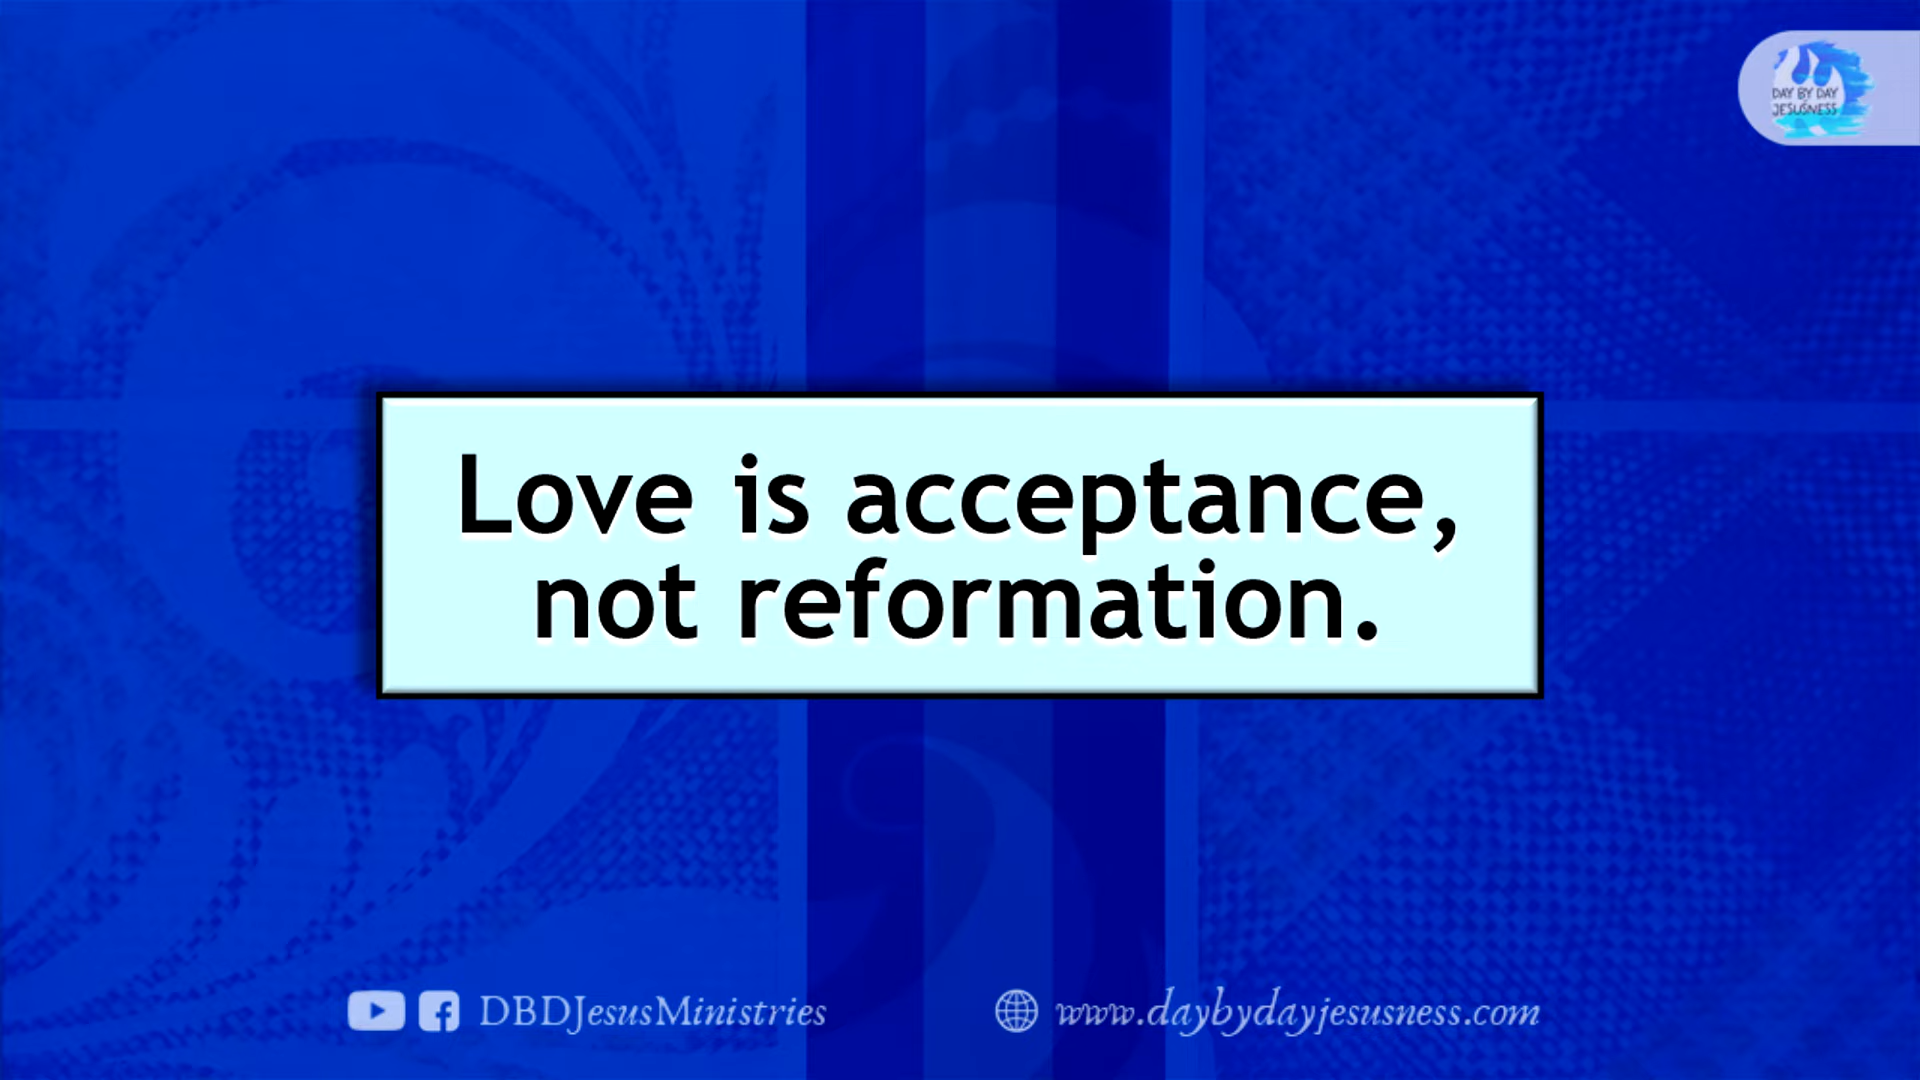 DAY BY DAY
JESUSNESS
Love is acceptance,
not reformation.
DBDJesusMinistries
www.daybydayjesusness.com